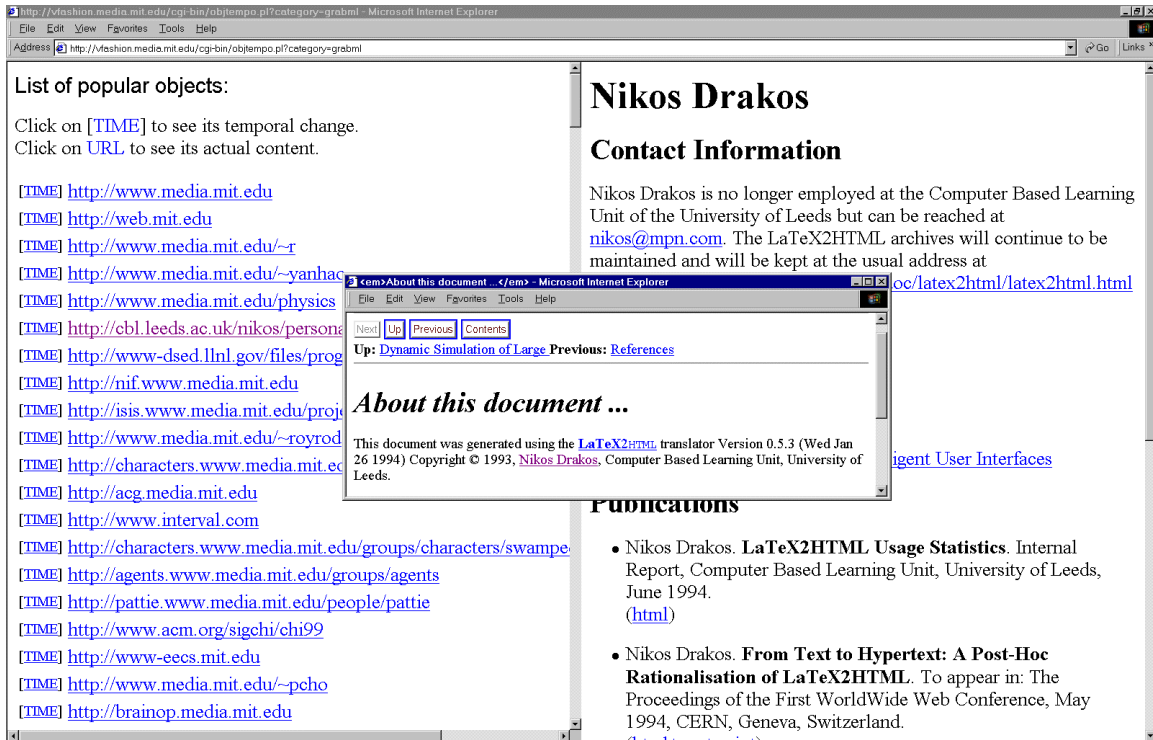 http://vfashion.media.mit.edu/cgi-bin/objtempo.pl?category=grabml - Microsoft Internet Explorer
File Edit View Favorites Tools Help
Address http://vfashion.media.mit.edu/cgi-bin/objtempo.pl?category=grabml Go Links »
List of popular objects:
Click on [TIME] to see its temporal change.
Click on URL to see its actual content.
[TIME] http://www.media.mit.edu
[TIME] http://web.mit.edu
[TIME] http://www.media.mit.edu/~r
[TIME] http://www.media.mit.edu/~yanhao
[TIME] http://www.media.mit.edu/physics
[TIME] http://cbl.leeds.ac.uk/nikos/persona
[TIME] http://www-dsed.llnl.gov/files/prog
[TIME] http://nif.www.media.mit.edu
[TIME] http://isis.www.media.mit.edu/proje
[TIME] http://www.media.mit.edu/~royrod
[TIME] http://characters.www.media.mit.ed
[TIME] http://acg.media.mit.edu
[TIME] http://www.interval.com
[TIME] http://characters.www.media.mit.edu/groups/characters/swampe
[TIME] http://agents.www.media.mit.edu/groups/agents
[TIME] http://pattie.www.media.mit.edu/people/pattie
[TIME] http://www.acm.org/sigchi/chi99
[TIME] http://www-eecs.mit.edu
[TIME] http://www.media.mit.edu/~pcho
[TIME] http://brainop.media.mit.edu
Nikos Drakos
Contact Information
Nikos Drakos is no longer employed at the Computer Based Learning
Unit of the University of Leeds but can be reached at
nikos@mpn.com. The LaTeX2HTML archives will continue to be
maintained and will be kept at the usual address at
oc/latex2html/latex2html.html
<em>About this document ...</em> - Microsoft Internet Explorer
File Edit View Favorites Tools Help
Next Up Previous Contents
Up: Dynamic Simulation of Large Previous: References
About this document ...
This document was generated using the LaTeX2HTML translator Version 0.5.3 (Wed Jan
26 1994) Copyright © 1993, Nikos Drakos, Computer Based Learning Unit, University of
Leeds.
igent User Interfaces
Publications
• Nikos Drakos. LaTeX2HTML Usage Statistics. Internal
Report, Computer Based Learning Unit, University of Leeds,
June 1994.
(html)
• Nikos Drakos. From Text to Hypertext: A Post-Hoc
Rationalisation of LaTeX2HTML. To appear in: The
Proceedings of the First WorldWide Web Conference, May
1994, CERN, Geneva, Switzerland.